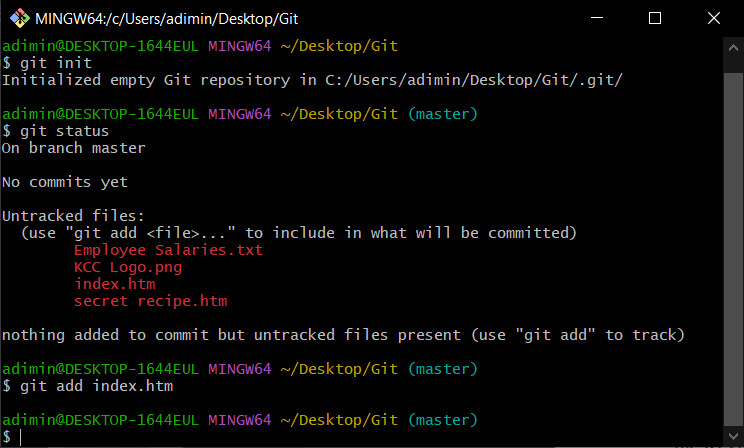 MINGW64:/c/Users/adimin/Desktop/Git
adimin@DESKTOP-1644EUL MINGW64 ~/Desktop/Git
$ git init
Initialized empty Git repository in C:/Users/adimin/Desktop/Git/.git/
adimin@DESKTOP-1644EUL MINGW64 ~/Desktop/Git (master)
$ git status
On branch master
No commits yet
Untracked files:
(use "git add <file>..." to include in what will be committed)
Employee Salaries.txt
KCC Logo.png
index.htm
secret recipe.htm
nothing added to commit but untracked files present (use "git add" to track)
adimin@DESKTOP-1644EUL MINGW64 ~/Desktop/Git (master)
$ git add index.htm
adimin@DESKTOP-1644EUL MINGW64 ~/Desktop/Git (master)
$